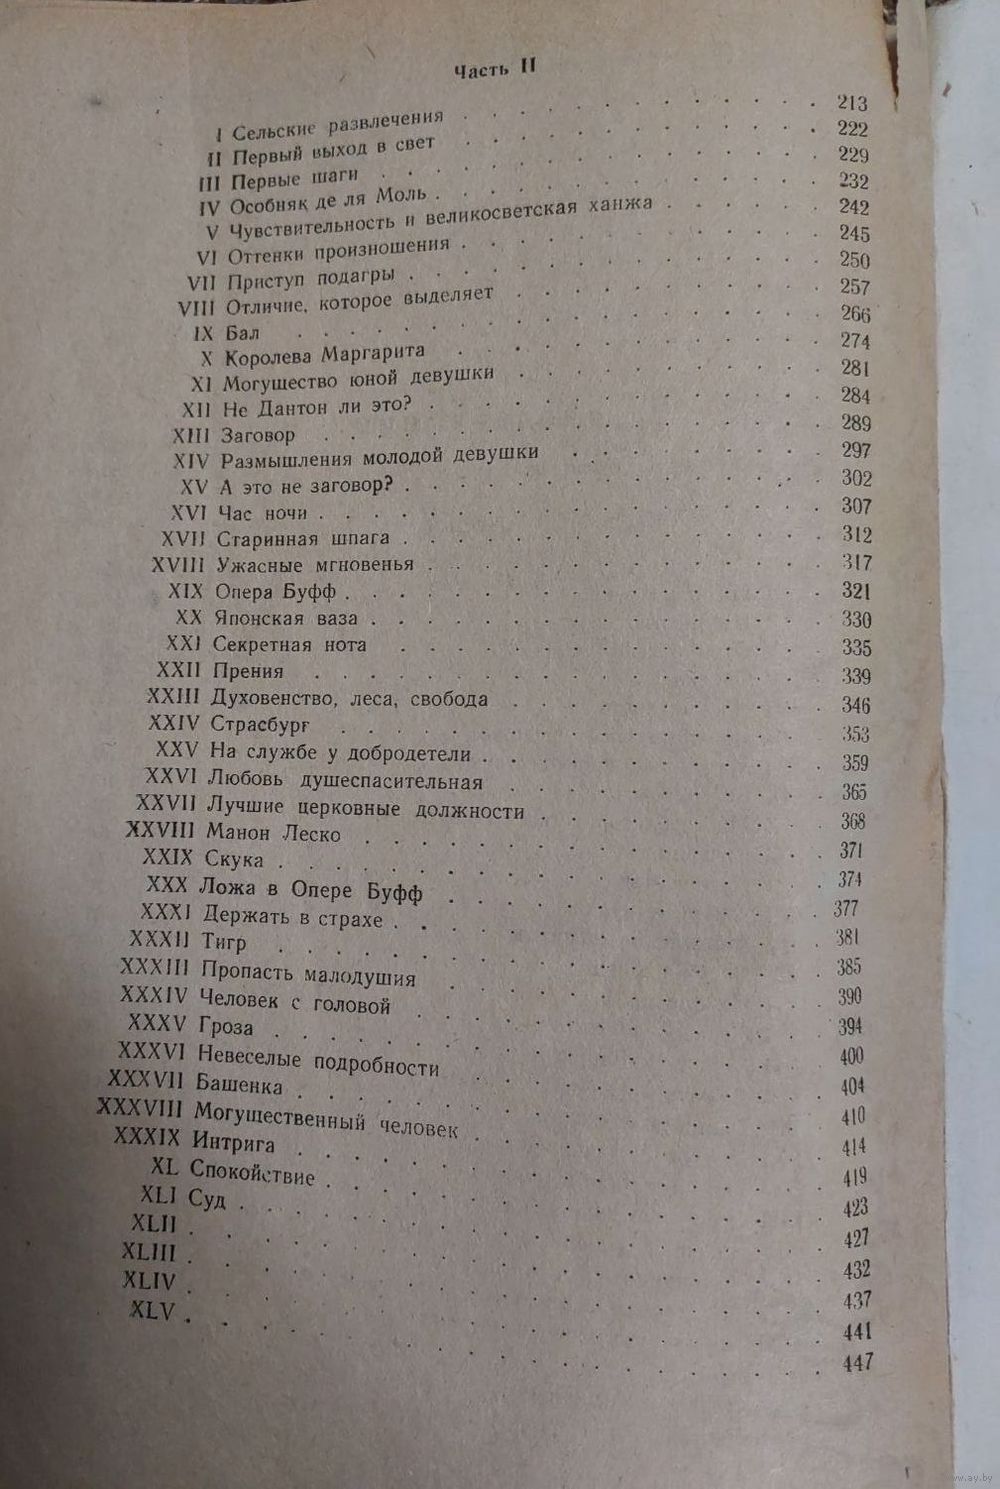 Часть II
I Сельские развлечения . . . . . . . . . . . . . 213
II Первый выход в свет . . . . . . . . . . . . . 222
III Первые шаги . . . . . . . . . . . . . . . . 229
IV Особняк де ля Моль . . . . . . . . . . . . . . 232
V Чувствительность и великосветская ханжа . . . . . . 242
VI Оттенки произношения . . . . . . . . . . . . . 245
VII Приступ подагры . . . . . . . . . . . . . . . 250
VIII Отличие, которое выделяет . . . . . . . . . . . 257
IX Бал . . . . . . . . . . . . . . . . . . . 266
X Королева Маргарита . . . . . . . . . . . . . 274
XI Могущество юной девушки . . . . . . . . . . . 281
XII Не Дантон ли это? . . . . . . . . . . . . . . 284
XIII Заговор . . . . . . . . . . . . . . . . . . 289
XIV Размышления молодой девушки . . . . . . . . . 297
XV А это не заговор? . . . . . . . . . . . . . . 302
XVI Час ночи . . . . . . . . . . . . . . . . . . 307
XVII Старинная шпага . . . . . . . . . . . . . . . 312
XVIII Ужасные мгновенья . . . . . . . . . . . . . . 317
XIX Опера Буфф . . . . . . . . . . . . . . . . . 321
XX Японская ваза . . . . . . . . . . . . . . . . 330
XXI Секретная нота . . . . . . . . . . . . . . . 335
XXII Прения . . . . . . . . . . . . . . . . . . 339
XXIII Духовенство, леса, свобода . . . . . . . . . . . 346
XXIV Страсбург . . . . . . . . . . . . . . . . . 353
XXV На службе у добродетели . . . . . . . . . . . . 359
XXVI Любовь душеспасительная . . . . . . . . . . . 365
XXVII Лучшие церковные должности . . . . . . . . . . 368
XXVIII Манон Леско . . . . . . . . . . . . . . . . 371
XXIX Скука . . . . . . . . . . . . . . . . . . . 374
XXX Ложа в Опере Буфф . . . . . . . . . . . . . 377
XXXI Держать в страхе . . . . . . . . . . . . . . . 381
XXXII Тигр . . . . . . . . . . . . . . . . . . . 385
XXXIII Пропасть малодушия . . . . . . . . . . . . . 390
XXXIV Человек с головой . . . . . . . . . . . . . . 394
XXXV Гроза . . . . . . . . . . . . . . . . . . . 400
XXXVI Невеселые подробности . . . . . . . . . . . . 404
XXXVII Башенка . . . . . . . . . . . . . . . . . . 410
XXXVIII Могущественный человек . . . . . . . . . . . . 414
XXXIX Интрига . . . . . . . . . . . . . . . . . . 419
XL Спокойствие . . . . . . . . . . . . . . . . . 423
XLI Суд . . . . . . . . . . . . . . . . . . . . 427
XLII . . . . . . . . . . . . . . . . . . . . . 432
XLIII . . . . . . . . . . . . . . . . . . . . . 437
XLIV . . . . . . . . . . . . . . . . . . . . . 441
XLV . . . . . . . . . . . . . . . . . . . . . 447
www.ay.by